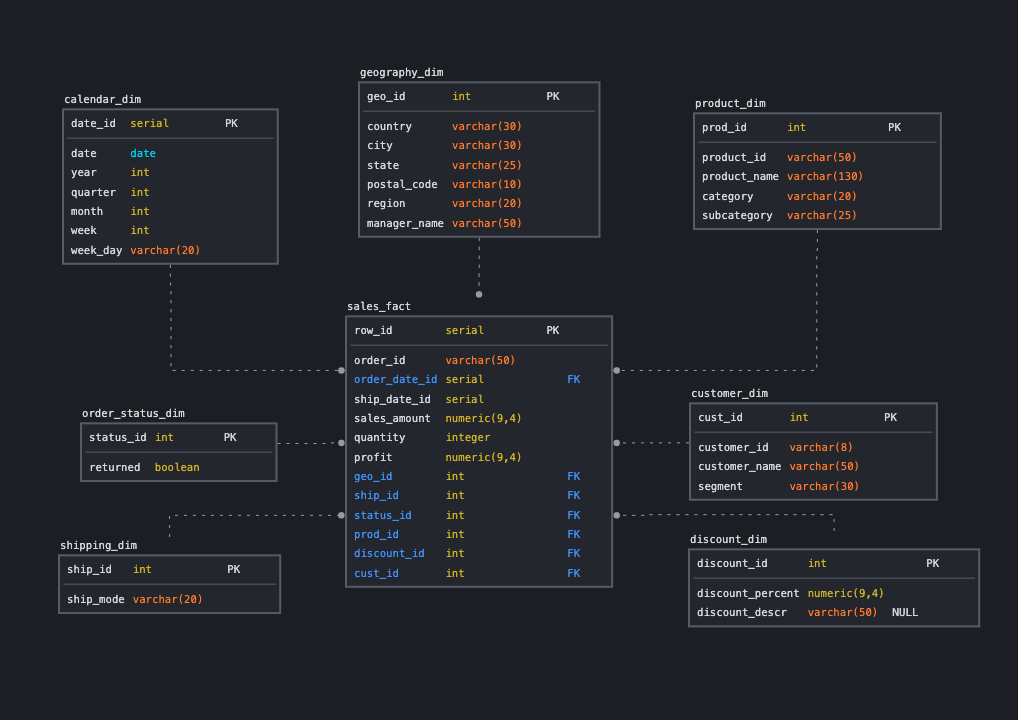 calendar_dim
date_id serial PK
date date
year int
quarter int
month int
week int
week_day varchar(20)
geography_dim
geo_id int PK
country varchar(30)
city varchar(30)
state varchar(25)
postal_code varchar(10)
region varchar(20)
manager_name varchar(50)
product_dim
prod_id int PK
product_id varchar(50)
product_name varchar(130)
category varchar(20)
subcategory varchar(25)
sales_fact
row_id serial PK
order_id varchar(50)
order_date_id serial FK
ship_date_id serial
sales_amount numeric(9,4)
quantity integer
profit numeric(9,4)
geo_id int FK
ship_id int FK
status_id int FK
prod_id int FK
discount_id int FK
cust_id int FK
order_status_dim
status_id int PK
returned boolean
customer_dim
cust_id int PK
customer_id varchar(8)
customer_name varchar(50)
segment varchar(30)
shipping_dim
ship_id int PK
ship_mode varchar(20)
discount_dim
discount_id int PK
discount_percent numeric(9,4)
discount_descr varchar(50) NULL